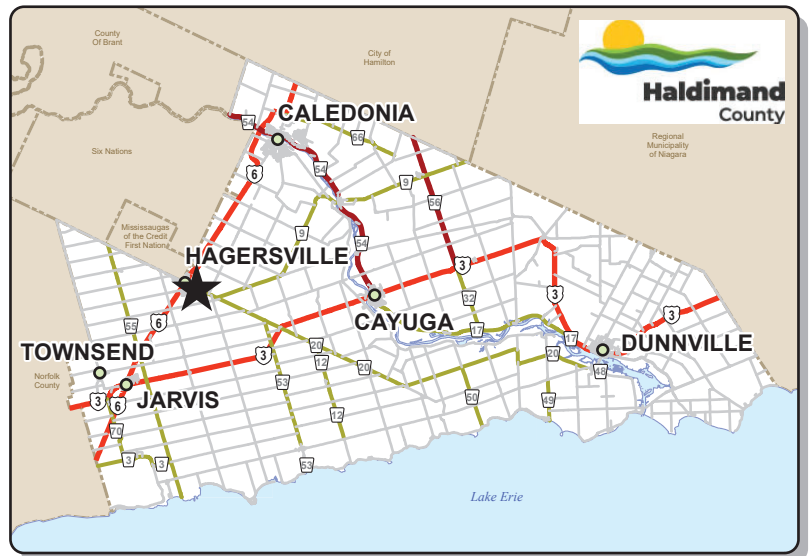 County
Of Brant
City of
Hamilton
Haldimand
County
CALEDONIA
54
66
Regional
Municipality
of Niagara
Six Nations
54
6
9
56
Mississaugas
of the Credit
First Nation
9
54
HAGERSVILLE
3
6
55
32
3
3
CAYUGA
17
17
DUNNVILLE
TOWNSEND
3
20
12
20
20
48
Norfolk
County
53
50
49
3
6
JARVIS
70
12
3
3
53
Lake Erie